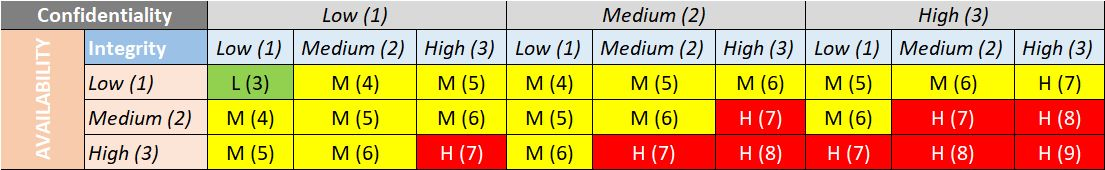 Confidentiality Low (1) Medium (2) High (3)
AVAILABILITY
Integrity Low (1) Medium (2) High (3) Low (1) Medium (2) High (3) Low (1) Medium (2) High (3)
Low (1) L (3) M (4) M (5) M (4) M (5) M (6) M (5) M (6) H (7)
Medium (2) M (4) M (5) M (6) M (5) M (6) H (7) M (6) H (7) H (8)
High (3) M (5) M (6) H (7) M (6) H (7) H (8) H (7) H (8) H (9)